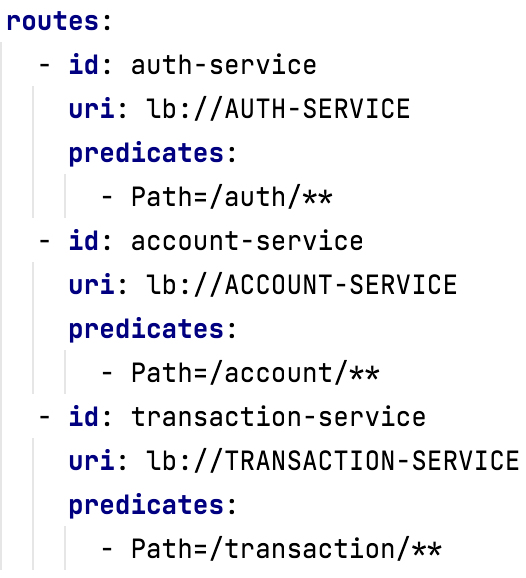 routes:
  - id: auth-service
    uri: lb://AUTH-SERVICE
    predicates:
      - Path=/auth/**
  - id: account-service
    uri: lb://ACCOUNT-SERVICE
    predicates:
      - Path=/account/**
  - id: transaction-service
    uri: lb://TRANSACTION-SERVICE
    predicates:
      - Path=/transaction/**